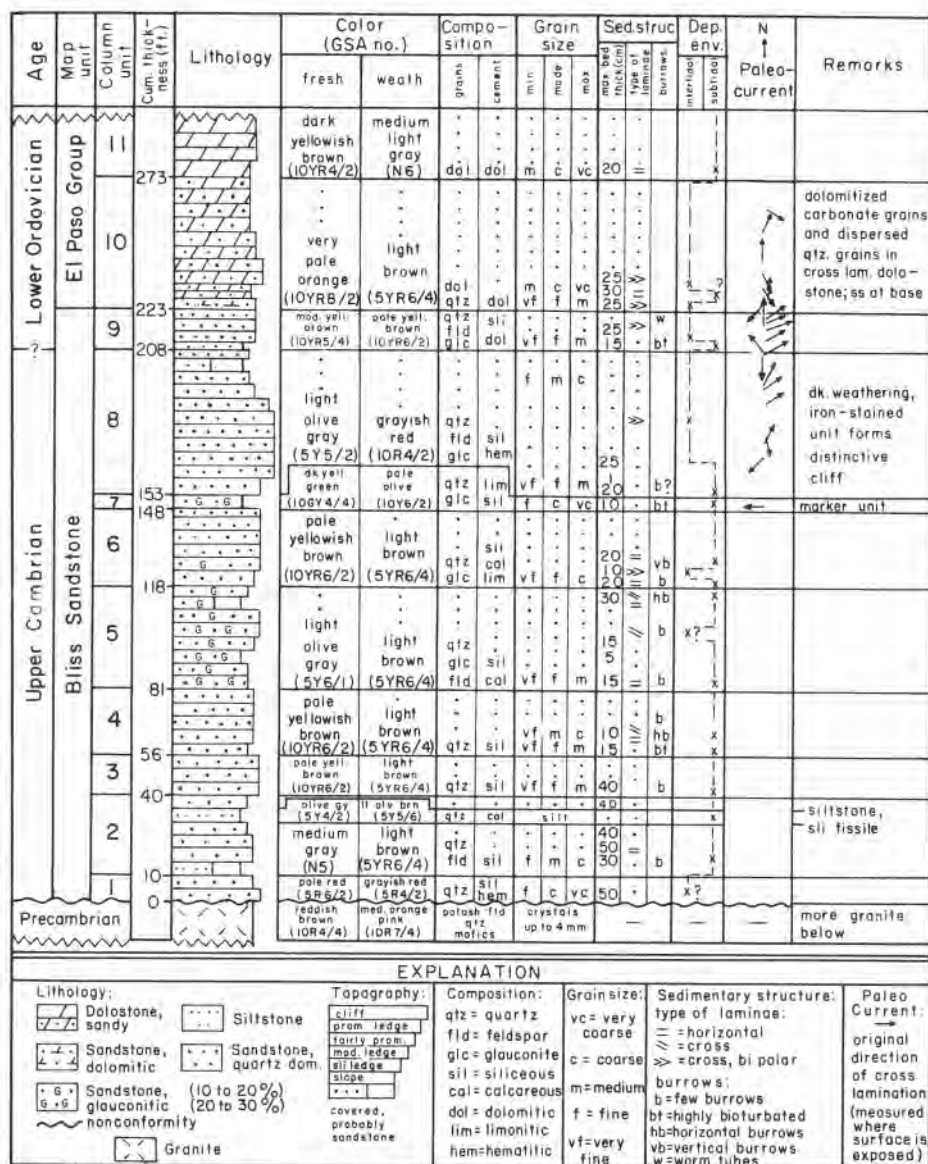 Age
Map unit
Column unit
Cum. thickness (ft.)
Lithology
Color
(GSA no.)
fresh
weath
Compo-
sition
grains
cement
Grain
size
min
mode
max
Sed.struc
max. bed
thick(cm)
type of
laminae
burrows
Dep.
env.
intertidal
subtidal
N
Paleo-
current
Remarks
Lower Ordovician
?
Upper Cambrian
Precambrian
El Paso Group
Bliss Sandstone
11
273
dark
yellowish
brown
(10YR4/2)
medium
light
gray
(N6)
dol dol m c vc 20 = x
10
223
very
pale
orange
(10YR8/2)
light
brown
(5YR6/4)
dol m c vc
qtz dol vf f m
25
30
25
x ?
x
x
dolomitized
carbonate grains
and dispersed
qtz. grains in
cross lam. dolo-
stone; ss at base
9
208
mod. yell.
brown
(10YR5/4)
pale yell.
brown
(10YR6/2)
qtz sli
fld
glc dol vf f m
25
15
w
bt
x
x
8
153
light
olive
gray
(5Y5/2)
grayish
red
(10R4/2)
f m c
qtz
fld sil
glc hem
25
x
dk. weathering,
iron-stained
unit forms
distinctive
cliff
dk yell
green
(10GY4/4)
pale
olive
(10Y6/2)
qtz lim vf f m
1
20
b?
x
7
148
glc sil f c vc 10 bt x
marker unit
6
118
pale
yellowish
brown
(10YR6/2)
light
brown
(5YR6/4)
sil
qtz col
glc lim vf f c
20
10
20
vb
b
x
x
x
5
81
light
olive
gray
(5Y6/1)
light
brown
(5YR6/4)
qtz
glc sil
fld col vf f m
30
15
5
15
hb
b
b
x
x?
x
4
56
pale
yellowish
brown
(10YR6/2)
light
brown
(5YR6/4)
vf m c
qtz sil vf f m
10
15
b
hb
bt
x
x
3
40
pale yell.
brown
(10YR6/2)
light
brown
(5YR6/4)
qtz sil vf f m 40 b x
olive gy
(5Y4/2)
lt olv brn
(5Y5/6)
qtz cal silt
40
x
siltstone,
sli fissile
2
10
medium
gray
(N5)
light
brown
(5YR6/4)
qtz
fld sil f m c
40
50
30
b
x
1
0
pale red
(5R6/2)
grayish red
(5R4/2)
qtz sil
hem
f c vc 50 x?
reddish
brown
(10R4/4)
med. orange
pink
(10R7/4)
potash fld
qtz
mafics
crystals
up to 4 mm
— — — —
more granite
below
EXPLANATION
Lithology:
Dolostone,
sandy
Siltstone
Sandstone,
dolomitic
Sandstone,
quartz dom.
G
G G
Sandstone,
glauconitic
(10 to 20%)
(20 to 30%)
nonconformity
Granite
Topography:
cliff
prom. ledge
fairly prom.
mod. ledge
sli ledge
slope
covered,
probably
sandstone
Composition:
qtz = quartz
fld = feldspar
glc = glauconite
sil = siliceous
cal = calcareous
dol = dolomitic
lim = limonitic
hem = hematitic
Grain size:
vc = very
coarse
c = coarse
m = medium
f = fine
vf = very
fine
Sedimentary structure:
type of laminae:
= = horizontal
// = cross
>> = cross, bi polar
burrows:
b = few burrows
bt = highly bioturbated
hb = horizontal burrows
vb = vertical burrows
w = worm tubes
Paleo
Current:
→
original
direction
of cross
lamination
(measured
where
surface is
exposed)